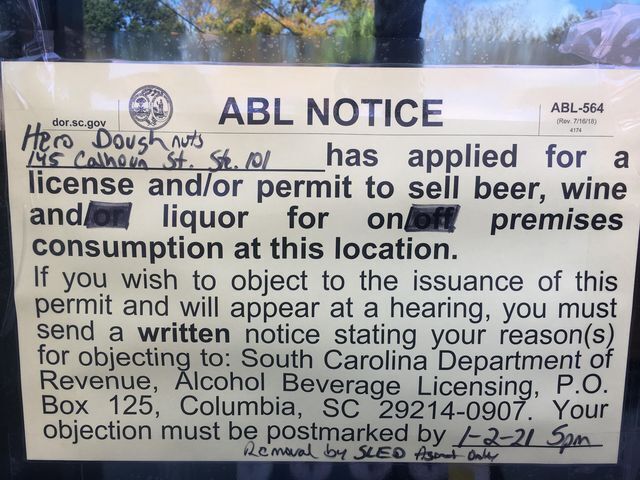 dor.sc.gov
ABL NOTICE
ABL-564
(Rev. 7/16/18)
4174
Hero Doughnuts
145 Calhoun St. Ste. 101 has applied for a
license and/or permit to sell beer, wine
and/or liquor for on/off premises
consumption at this location.
If you wish to object to the issuance of this
permit and will appear at a hearing, you must
send a written notice stating your reason(s)
for objecting to: South Carolina Department of
Revenue, Alcohol Beverage Licensing, P.O.
Box 125, Columbia, SC 29214-0907. Your
objection must be postmarked by 1-2-21 5pm
Removal by SLED Agent Only